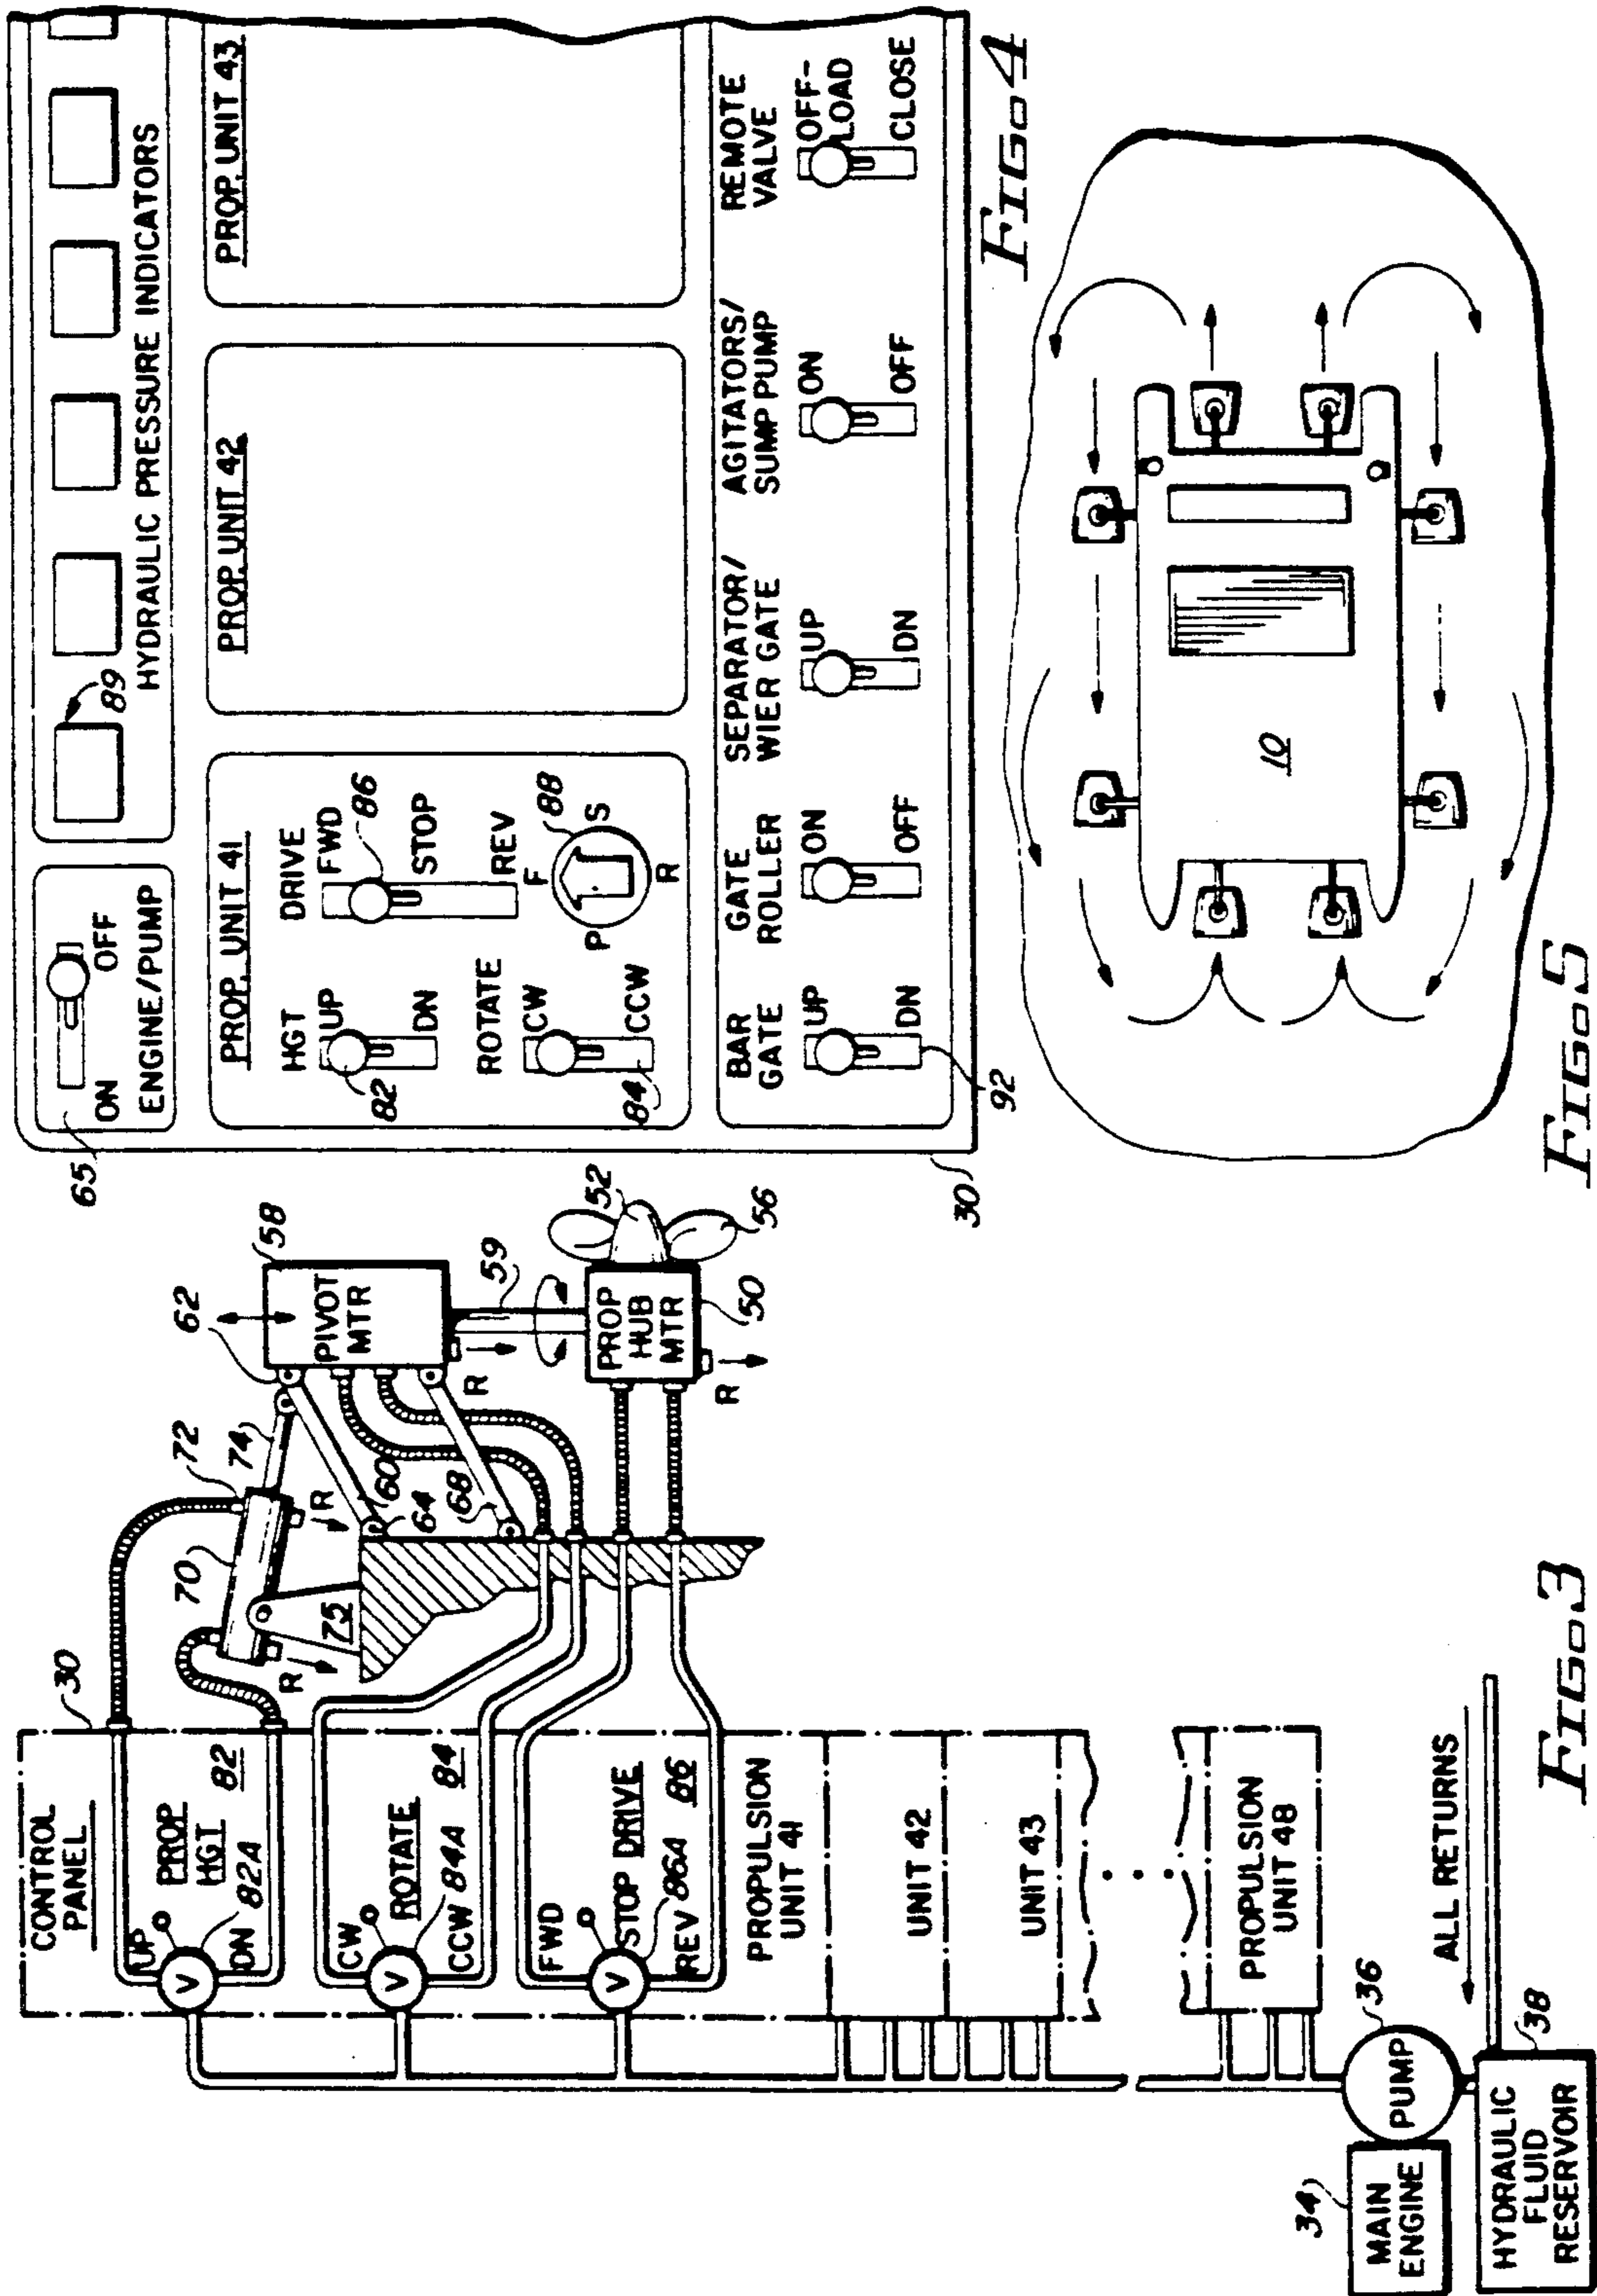 CONTROL
PANEL
30
UP
PROP
HGT
82
DN
82A
CW
ROTATE
84
CCW
84A
FWD
STOP DRIVE
86
REV
86A
PROPULSION
UNIT 41
UNIT 42
UNIT 43
PROPULSION
UNIT 48
34
MAIN
ENGINE
36
PUMP
HYDRAULIC
FLUID
RESERVOIR
38
ALL RETURNS
70
72
74
R
R
75
60
64
68
62
58
PIVOT
MTR
R
59
PROP
HUB
MTR
R
50
52
56
FIG. 3
65
ON
OFF
ENGINE/PUMP
89
HYDRAULIC PRESSURE INDICATORS
PROP. UNIT 41
HGT
UP
DN
82
DRIVE
FWD
86
STOP
REV
ROTATE
CW
CCW
84
F
P
S
R
88
PROP. UNIT 42
PROP. UNIT 43
BAR
GATE
UP
DN
92
GATE
ROLLER
ON
OFF
SEPARATOR/
WIER GATE
UP
DN
AGITATORS/
SUMP PUMP
ON
OFF
REMOTE
VALVE
OFF-
LOAD
CLOSE
30
FIG. 4
10
FIG. 5